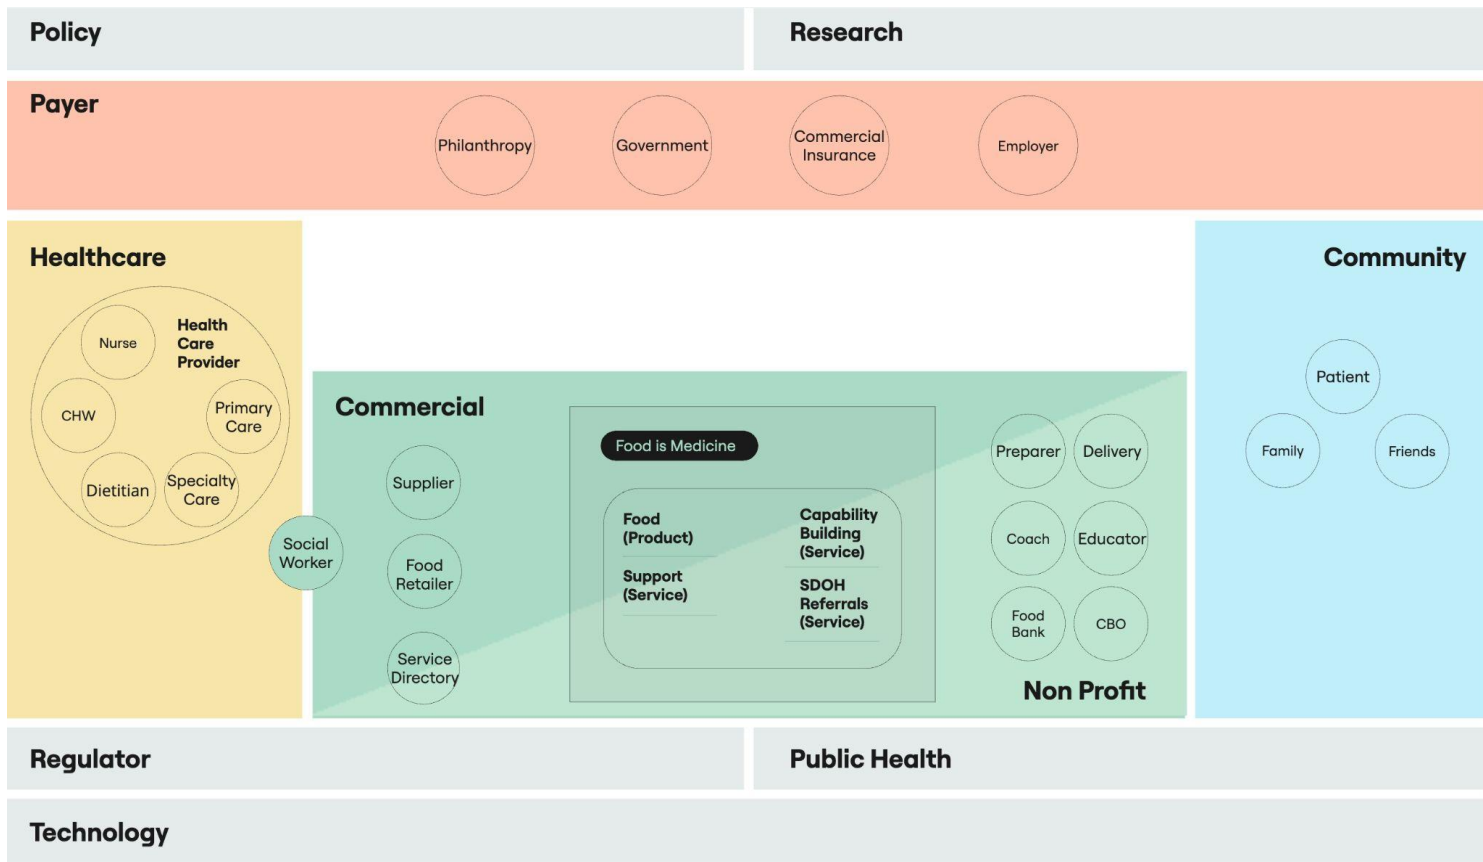 Policy
Research
Payer
Philanthropy
Government
Commercial
Insurance
Employer
Healthcare
Health
Care
Provider
Nurse
CHW
Primary
Care
Dietitian
Specialty
Care
Social
Worker
Commercial
Supplier
Food
Retailer
Service
Directory
Food is Medicine
Food
(Product)
Support
(Service)
Capability
Building
(Service)
SDOH
Referrals
(Service)
Preparer
Delivery
Coach
Educator
Food
Bank
CBO
Non Profit
Community
Patient
Family
Friends
Regulator
Public Health
Technology